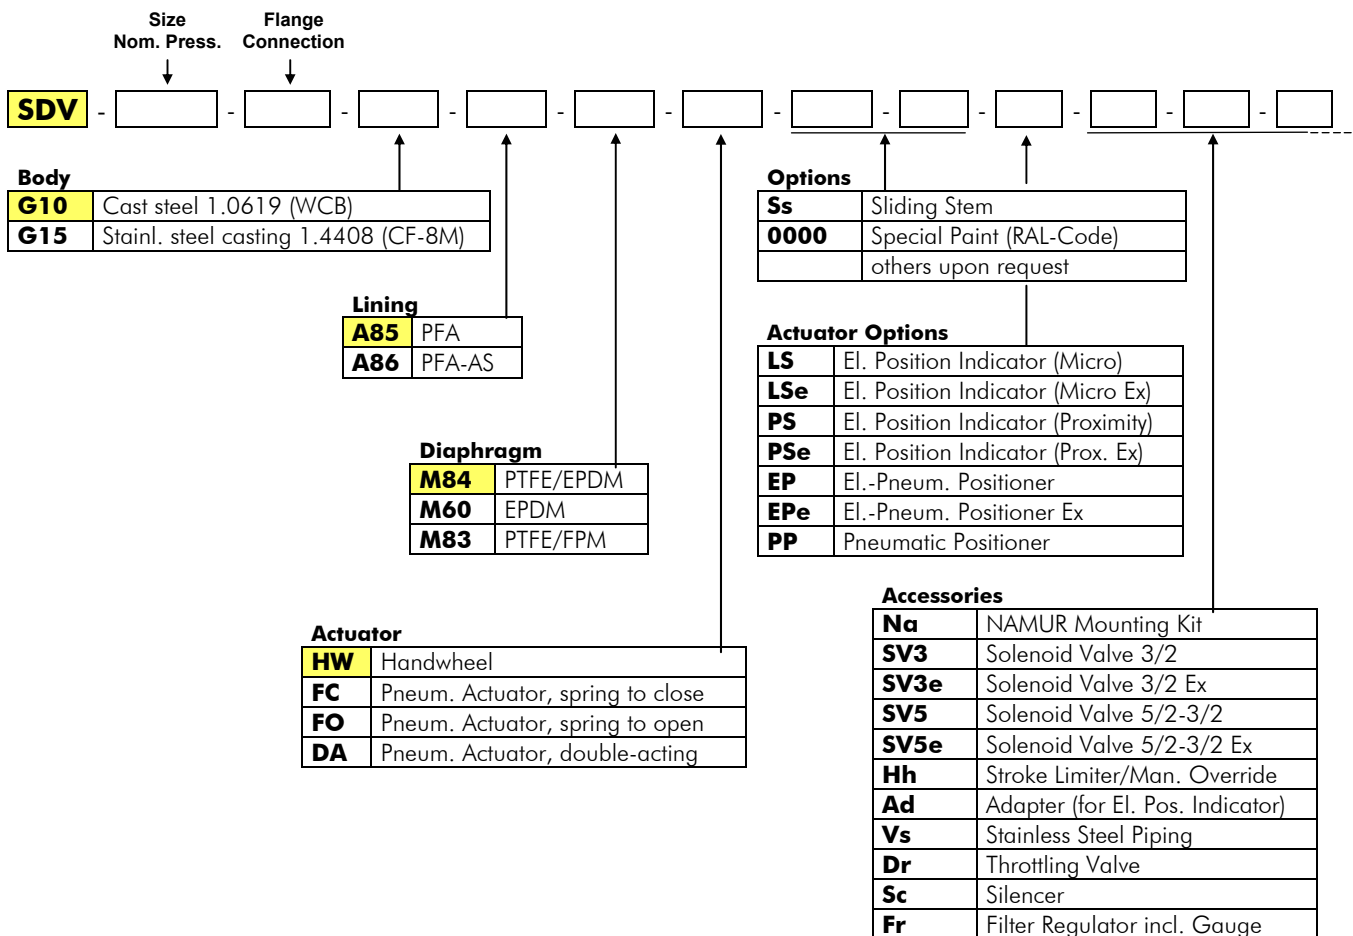 Size Flange
Nom. Press. Connection
SDV - - - - - - - - - - - -
Body
G10 Cast steel 1.0619 (WCB)
G15 Stainl. steel casting 1.4408 (CF-8M)
Options
Ss Sliding Stem
0000 Special Paint (RAL-Code)
others upon request
Lining
A85 PFA
A86 PFA-AS
Actuator Options
LS El. Position Indicator (Micro)
LSe El. Position Indicator (Micro Ex)
PS El. Position Indicator (Proximity)
PSe El. Position Indicator (Prox. Ex)
EP El.-Pneum. Positioner
EPe El.-Pneum. Positioner Ex
PP Pneumatic Positioner
Diaphragm
M84 PTFE/EPDM
M60 EPDM
M83 PTFE/FPM
Actuator
HW Handwheel
FC Pneum. Actuator, spring to close
FO Pneum. Actuator, spring to open
DA Pneum. Actuator, double-acting
Accessories
Na NAMUR Mounting Kit
SV3 Solenoid Valve 3/2
SV3e Solenoid Valve 3/2 Ex
SV5 Solenoid Valve 5/2-3/2
SV5e Solenoid Valve 5/2-3/2 Ex
Hh Stroke Limiter/Man. Override
Ad Adapter (for El. Pos. Indicator)
Vs Stainless Steel Piping
Dr Throttling Valve
Sc Silencer
Fr Filter Regulator incl. Gauge